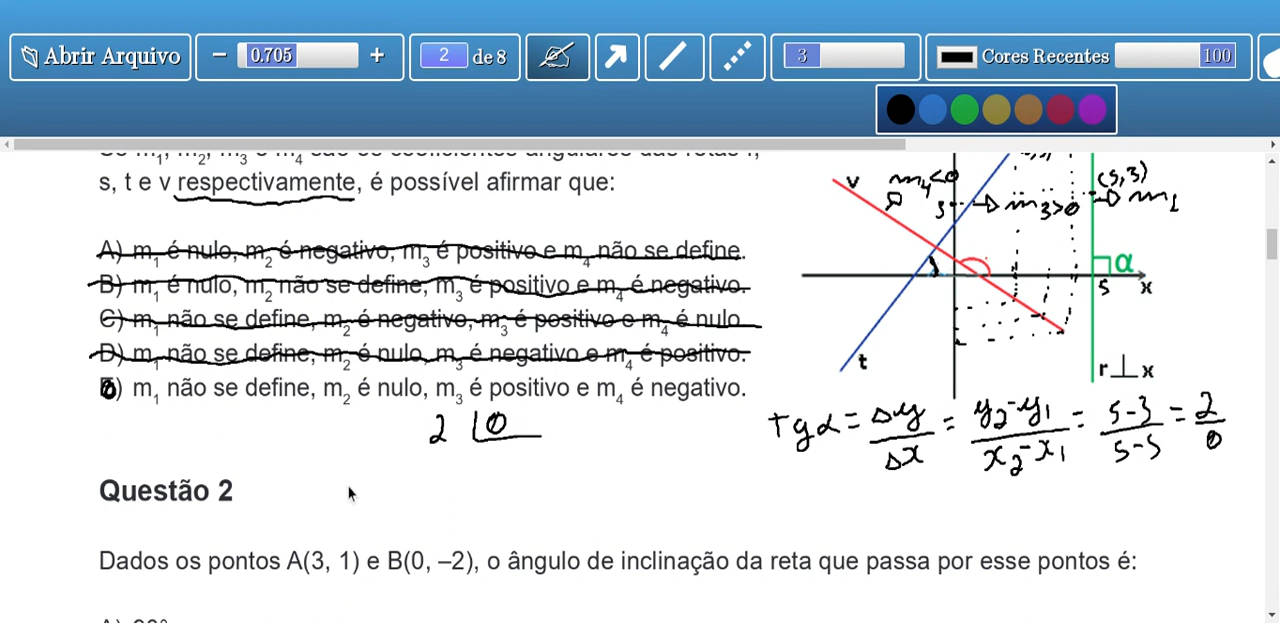 Abrir Arquivo − 0.705 + 2 de 8 3 Cores Recentes 100
s, t e v respectivamente, é possível afirmar que:
A) m₁ é nulo, m₂ é negativo, m₃ é positivo e m₄ não se define.
B) m₁ é nulo, m₂ não se define, m₃ é positivo e m₄ é negativo.
C) m₁ não se define, m₂ é negativo, m₃ é positivo e m₄ é nulo
D) m₁ não se define, m₂ é nulo, m₃ é negativo e m₄ é positivo.
) m₁ não se define, m₂ é nulo, m₃ é positivo e m₄ é negativo.
2 0
v m₄<0 (5,3)
3 m₃>0 m₁
α
5 x
t r⊥x
Tgα = Δy/Δx = y₂-y₁/x₂-x₁ = 5-3/5-5 = 2/0
Questão 2
Dados os pontos A(3, 1) e B(0, –2), o ângulo de inclinação da reta que passa por esse pontos é: